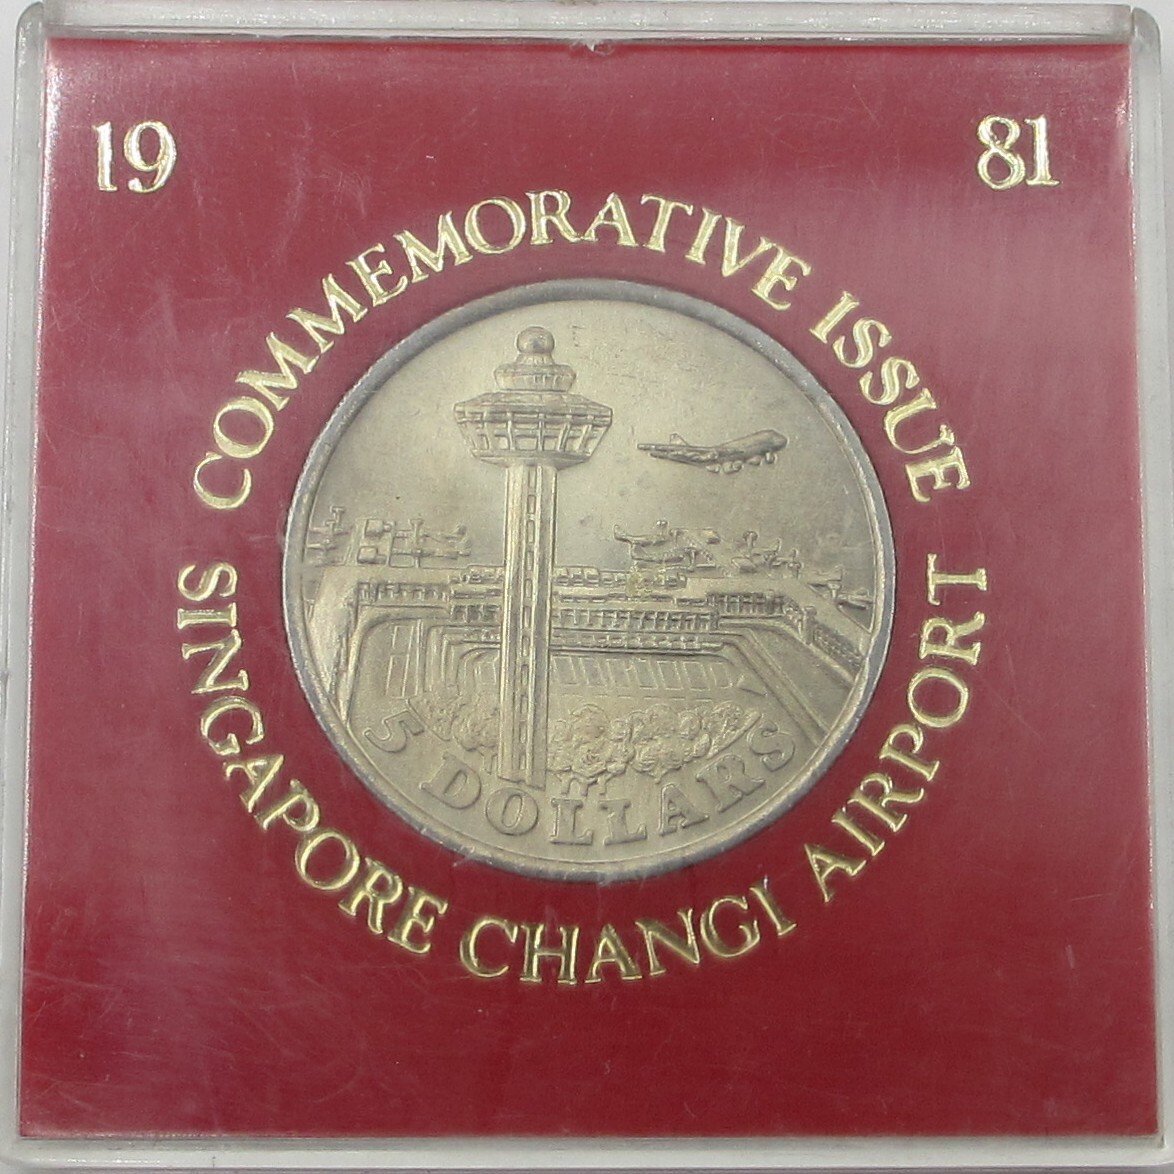 19 81
COMMEMORATIVE ISSUE
SINGAPORE CHANGI AIRPORT
5 DOLLARS